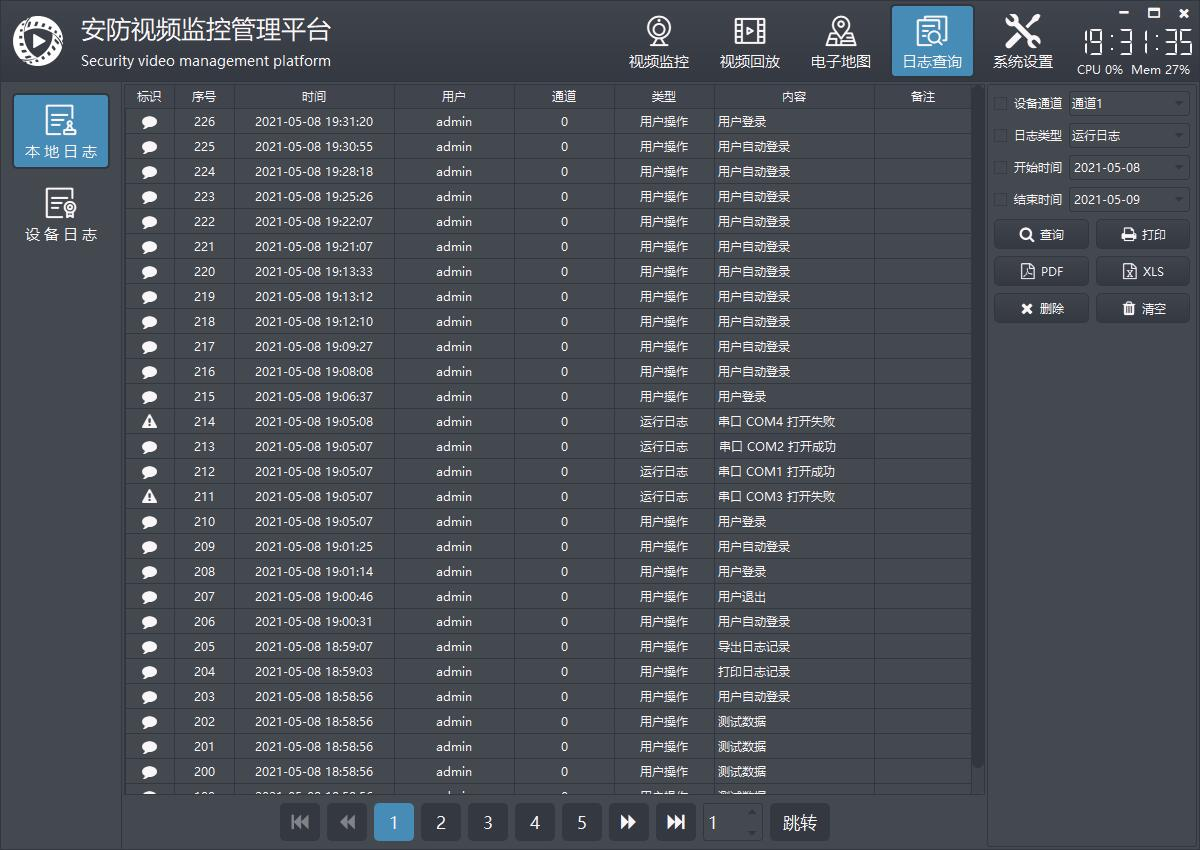 安防视频监控管理平台
Security video management platform
视频监控 视频回放 电子地图 日志查询 系统设置
19:31:35
CPU 0% Mem 27%
本地日志
设备日志
标识 序号 时间 用户 通道 类型 内容 备注
226 2021-05-08 19:31:20 admin 0 用户操作 用户登录
225 2021-05-08 19:30:55 admin 0 用户操作 用户自动登录
224 2021-05-08 19:28:18 admin 0 用户操作 用户自动登录
223 2021-05-08 19:25:26 admin 0 用户操作 用户自动登录
222 2021-05-08 19:22:07 admin 0 用户操作 用户自动登录
221 2021-05-08 19:21:07 admin 0 用户操作 用户自动登录
220 2021-05-08 19:13:33 admin 0 用户操作 用户自动登录
219 2021-05-08 19:13:12 admin 0 用户操作 用户自动登录
218 2021-05-08 19:12:10 admin 0 用户操作 用户自动登录
217 2021-05-08 19:09:27 admin 0 用户操作 用户自动登录
216 2021-05-08 19:08:08 admin 0 用户操作 用户自动登录
215 2021-05-08 19:06:37 admin 0 用户操作 用户登录
214 2021-05-08 19:05:08 admin 0 运行日志 串口 COM4 打开失败
213 2021-05-08 19:05:07 admin 0 运行日志 串口 COM2 打开成功
212 2021-05-08 19:05:07 admin 0 运行日志 串口 COM1 打开成功
211 2021-05-08 19:05:07 admin 0 运行日志 串口 COM3 打开失败
210 2021-05-08 19:05:07 admin 0 用户操作 用户登录
209 2021-05-08 19:01:25 admin 0 用户操作 用户自动登录
208 2021-05-08 19:01:14 admin 0 用户操作 用户登录
207 2021-05-08 19:00:46 admin 0 用户操作 用户退出
206 2021-05-08 19:00:31 admin 0 用户操作 用户自动登录
205 2021-05-08 18:59:07 admin 0 用户操作 导出日志记录
204 2021-05-08 18:59:03 admin 0 用户操作 打印日志记录
203 2021-05-08 18:58:56 admin 0 用户操作 用户自动登录
202 2021-05-08 18:58:56 admin 0 用户操作 测试数据
201 2021-05-08 18:58:56 admin 0 用户操作 测试数据
200 2021-05-08 18:58:56 admin 0 用户操作 测试数据
1 2 3 4 5 1 跳转
设备通道 通道1
日志类型 运行日志
开始时间 2021-05-08
结束时间 2021-05-09
查询 打印
PDF XLS
删除 清空